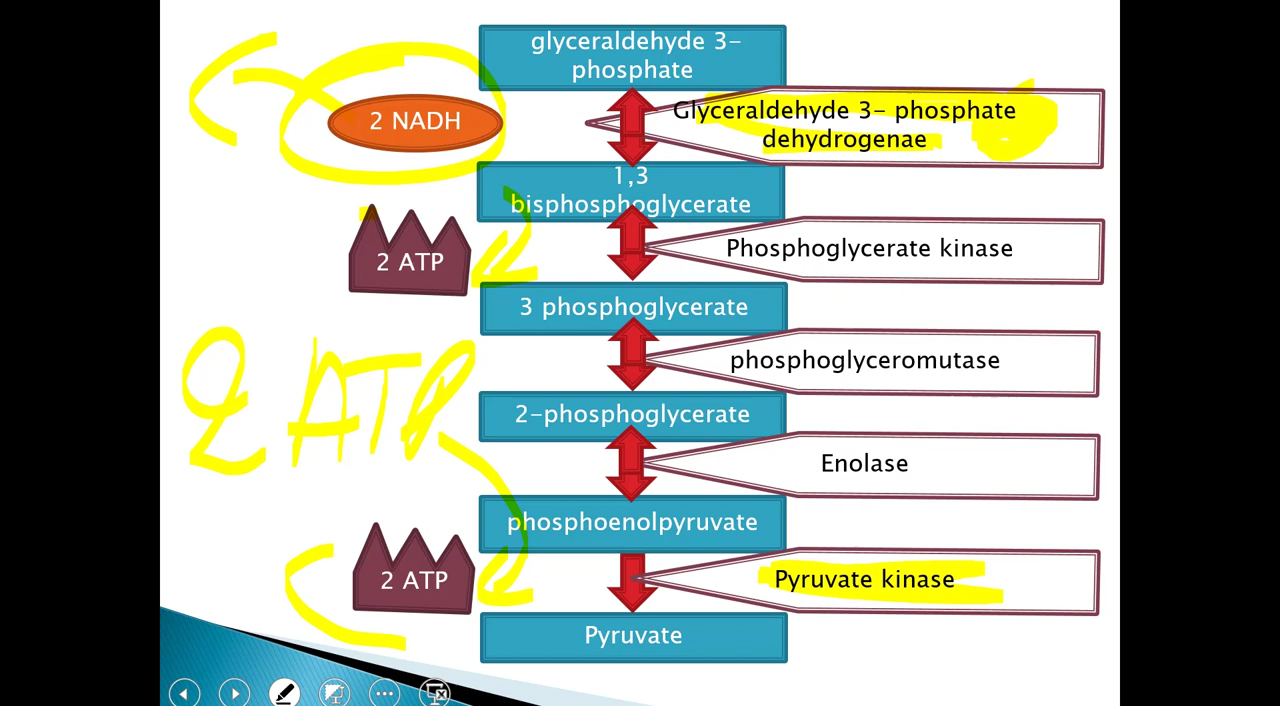 glyceraldehyde 3-
phosphate
2 NADH
Glyceraldehyde 3- phosphate
dehydrogenae
1,3
bisphosphoglycerate
2 ATP
Phosphoglycerate kinase
3 phosphoglycerate
2 ATP
phosphoglyceromutase
2-phosphoglycerate
Enolase
phosphoenolpyruvate
2 ATP
Pyruvate kinase
Pyruvate